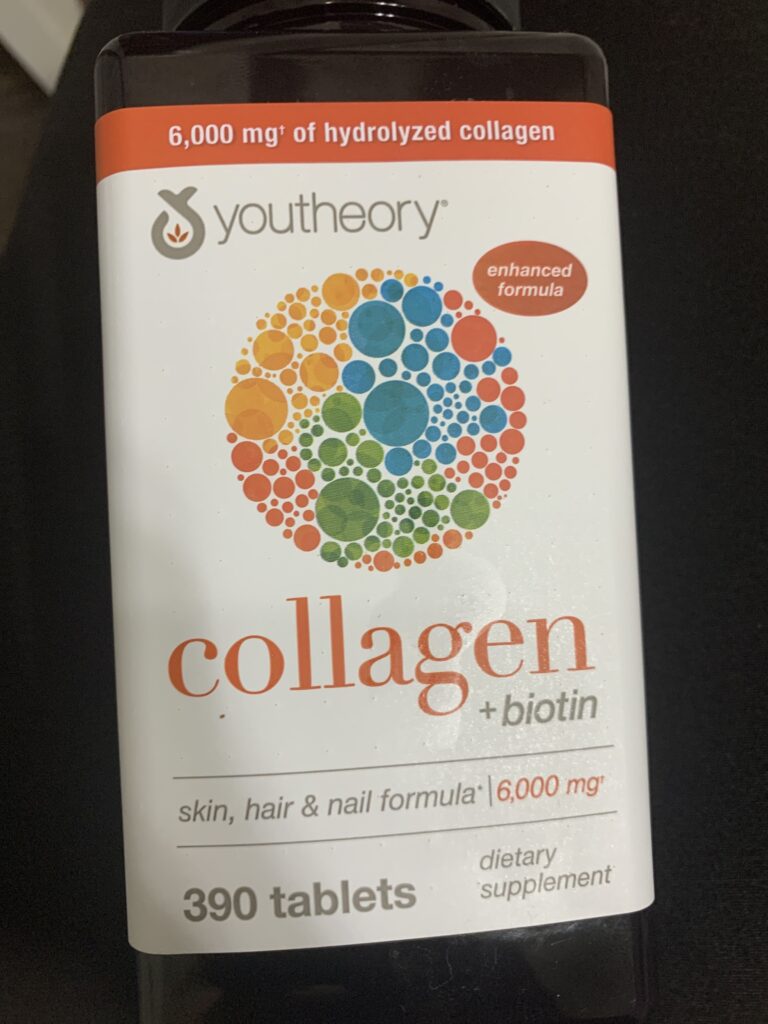 6,000 mg† of hydrolyzed collagen
youtheory®
enhanced
formula
collagen
+biotin
skin, hair & nail formula* | 6,000 mg†
390 tablets
dietary
supplement